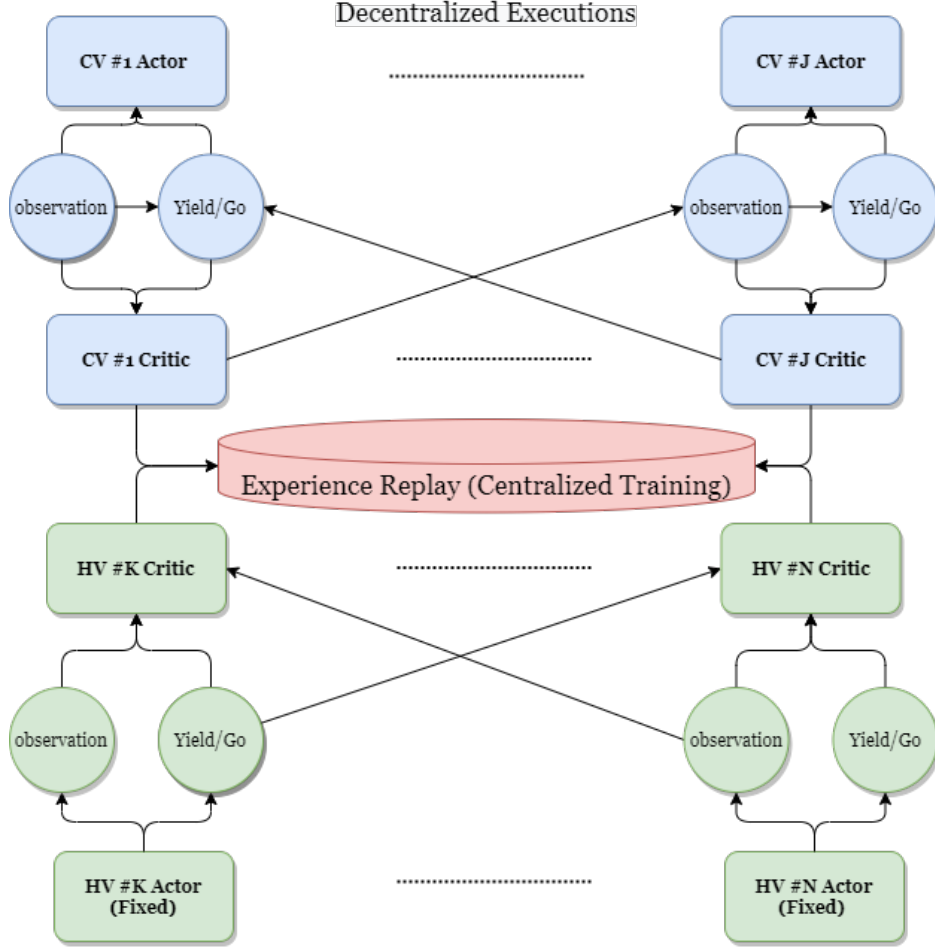 Decentralized Executions
CV #1 Actor
CV #J Actor
observation
Yield/Go
observation
Yield/Go
CV #1 Critic
CV #J Critic
Experience Replay (Centralized Training)
HV #K Critic
HV #N Critic
observation
Yield/Go
observation
Yield/Go
HV #K Actor
(Fixed)
HV #N Actor
(Fixed)